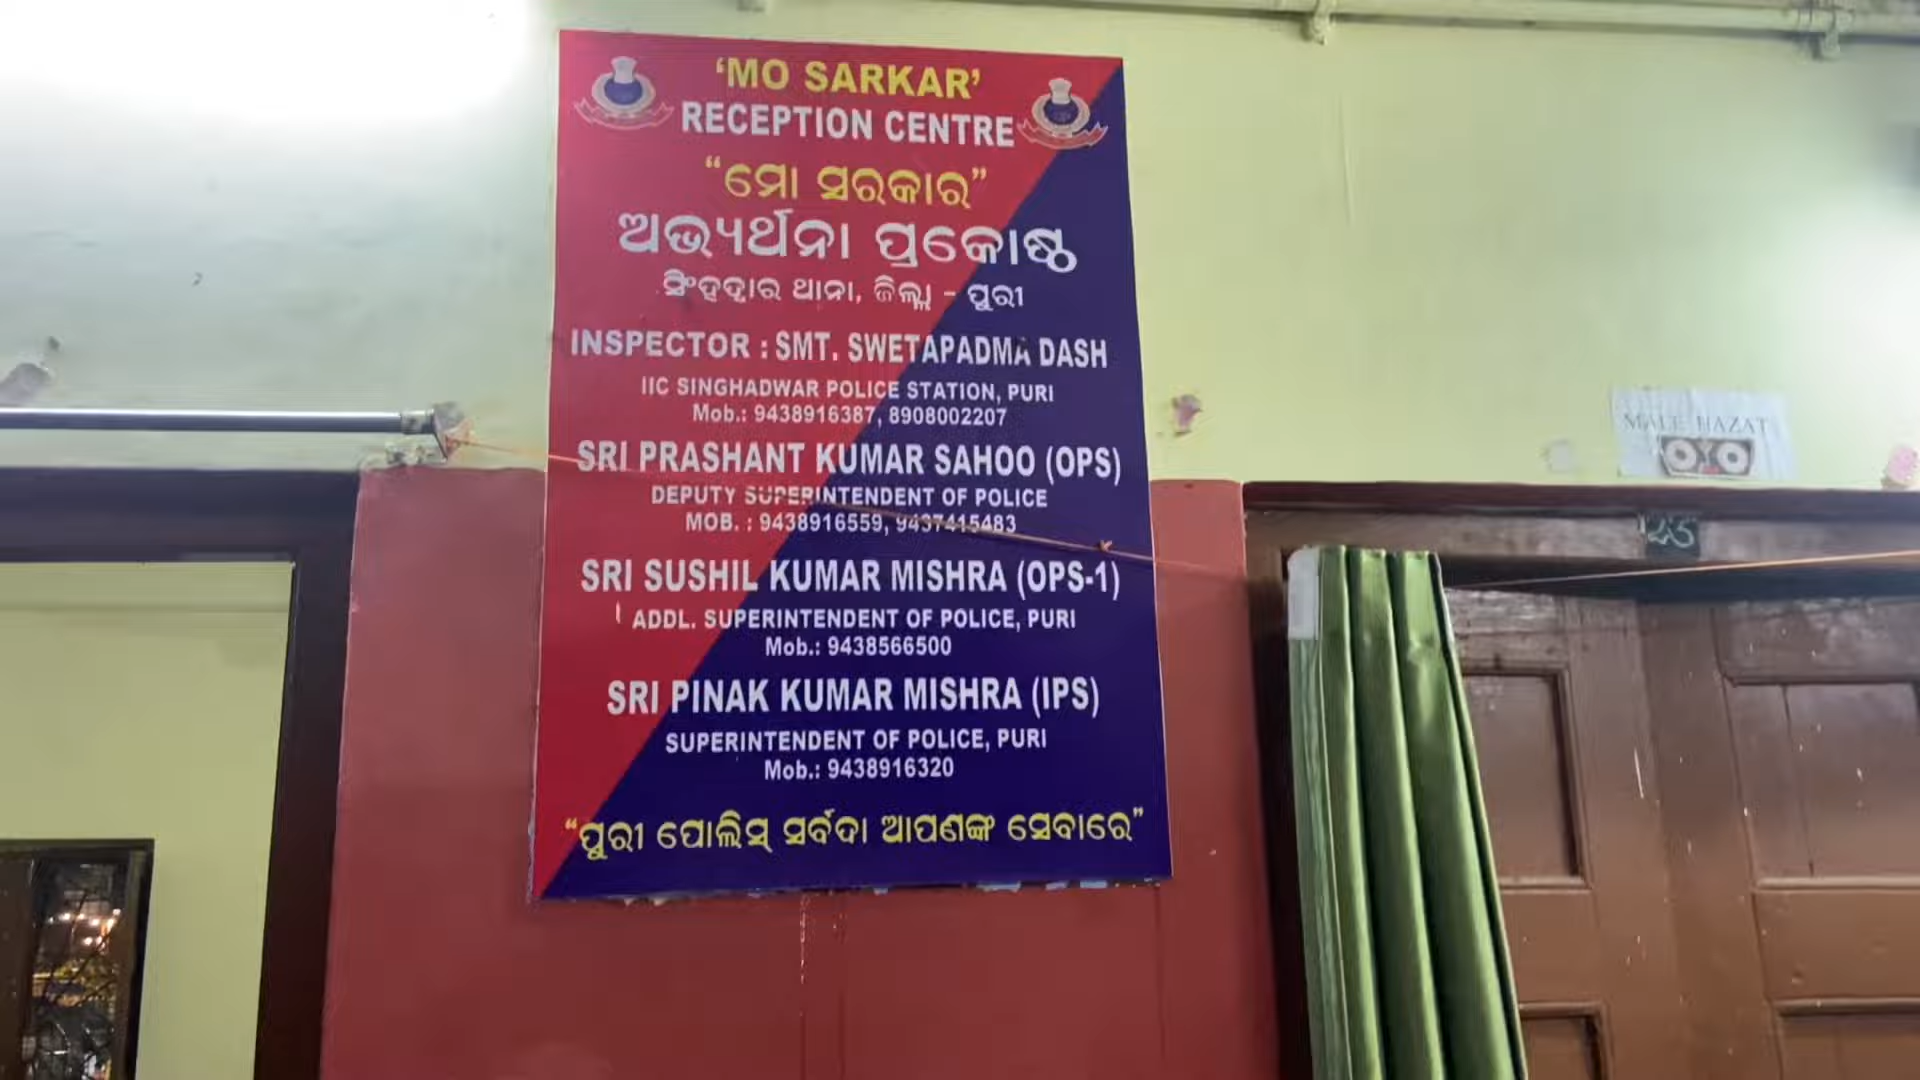 'MO SARKAR'
RECEPTION CENTRE
"ମୋ ସରକାର"
ଅଭ୍ୟର୍ଥନା ପ୍ରକୋଷ୍ଠ
ସିଂହଦ୍ୱାର ଥାନା, ଜିଲ୍ଲା - ପୁରୀ
INSPECTOR : SMT. SWETAPADMA DASH
IIC SINGHADWAR POLICE STATION, PURI
Mob.: 9438916387, 8908002207
SRI PRASHANT KUMAR SAHOO (OPS)
DEPUTY SUPERINTENDENT OF POLICE
MOB. : 9438916559, 9437415483
SRI SUSHIL KUMAR MISHRA (OPS-1)
ADDL. SUPERINTENDENT OF POLICE, PURI
Mob.: 9438566500
SRI PINAK KUMAR MISHRA (IPS)
SUPERINTENDENT OF POLICE, PURI
Mob.: 9438916320
"ପୁରୀ ପୋଲିସ୍ ସର୍ବଦା ଆପଣଙ୍କ ସେବାରେ"
MALE HAZAT